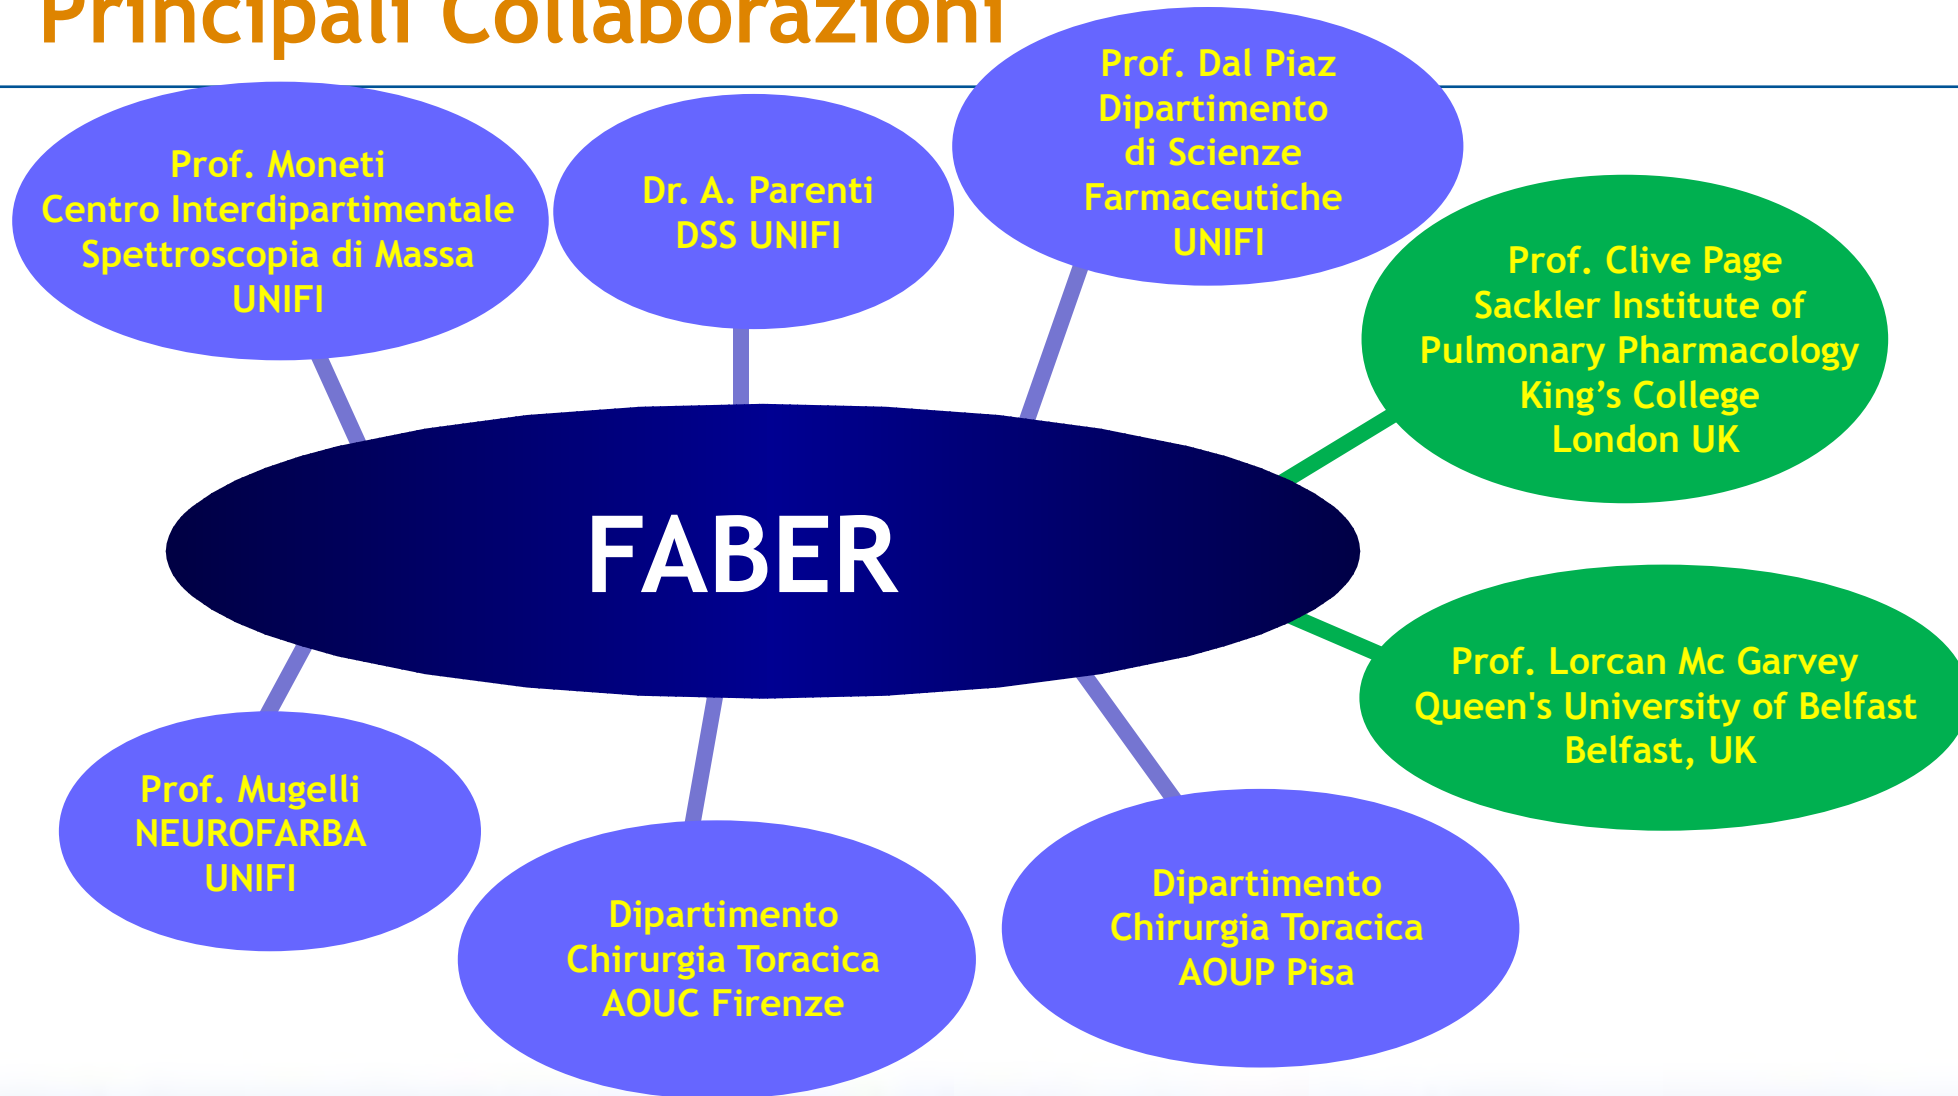 Principali Collaborazioni
Prof. Moneti
Centro Interdipartimentale
Spettroscopia di Massa
UNIFI
Dr. A. Parenti
DSS UNIFI
Prof. Dal Piaz
Dipartimento
di Scienze
Farmaceutiche
UNIFI
Prof. Clive Page
Sackler Institute of
Pulmonary Pharmacology
King’s College
London UK
FABER
Prof. Lorcan Mc Garvey
Queen's University of Belfast
Belfast, UK
Prof. Mugelli
NEUROFARBA
UNIFI
Dipartimento
Chirurgia Toracica
AOUC Firenze
Dipartimento
Chirurgia Toracica
AOUP Pisa